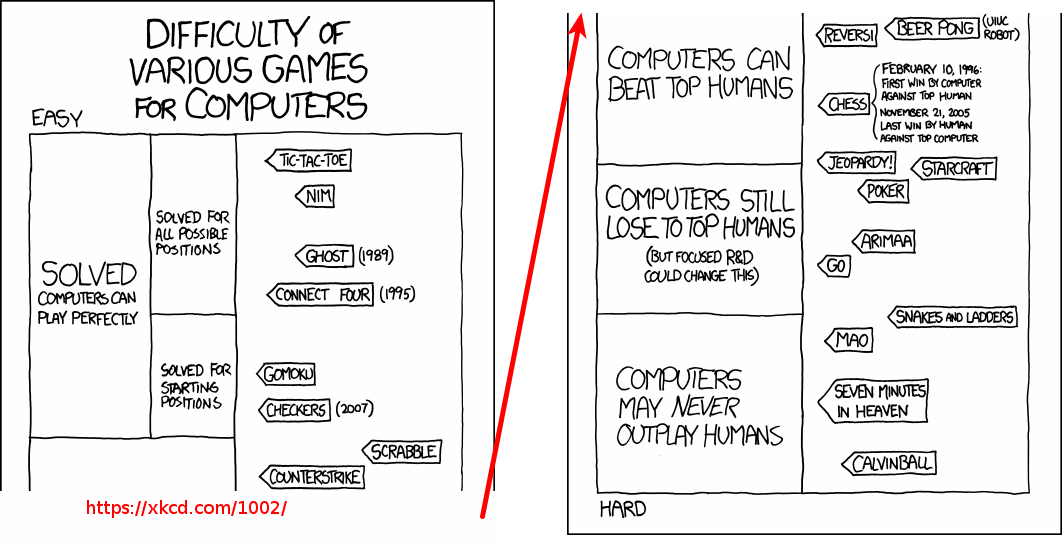 DIFFICULTY OF
VARIOUS GAMES
FOR COMPUTERS
EASY
SOLVED
COMPUTERS CAN
PLAY PERFECTLY
SOLVED FOR
ALL POSSIBLE
POSITIONS
TIC-TAC-TOE
NIM
GHOST (1989)
CONNECT FOUR (1995)
SOLVED FOR
STARTING
POSITIONS
GOMOKU
CHECKERS (2007)
SCRABBLE
COUNTERSTRIKE
https://xkcd.com/1002/
COMPUTERS CAN
BEAT TOP HUMANS
REVERSI
BEER PONG (UIUC
ROBOT)
CHESS
FEBRUARY 10, 1996:
FIRST WIN BY COMPUTER
AGAINST TOP HUMAN
NOVEMBER 21, 2005
LAST WIN BY HUMAN
AGAINST TOP COMPUTER
JEOPARDY!
STARCRAFT
POKER
COMPUTERS STILL
LOSE TO TOP HUMANS
(BUT FOCUSED R&D
COULD CHANGE THIS)
ARIMAA
GO
SNAKES AND LADDERS
MAO
COMPUTERS
MAY NEVER
OUTPLAY HUMANS
SEVEN MINUTES
IN HEAVEN
CALVINBALL
HARD